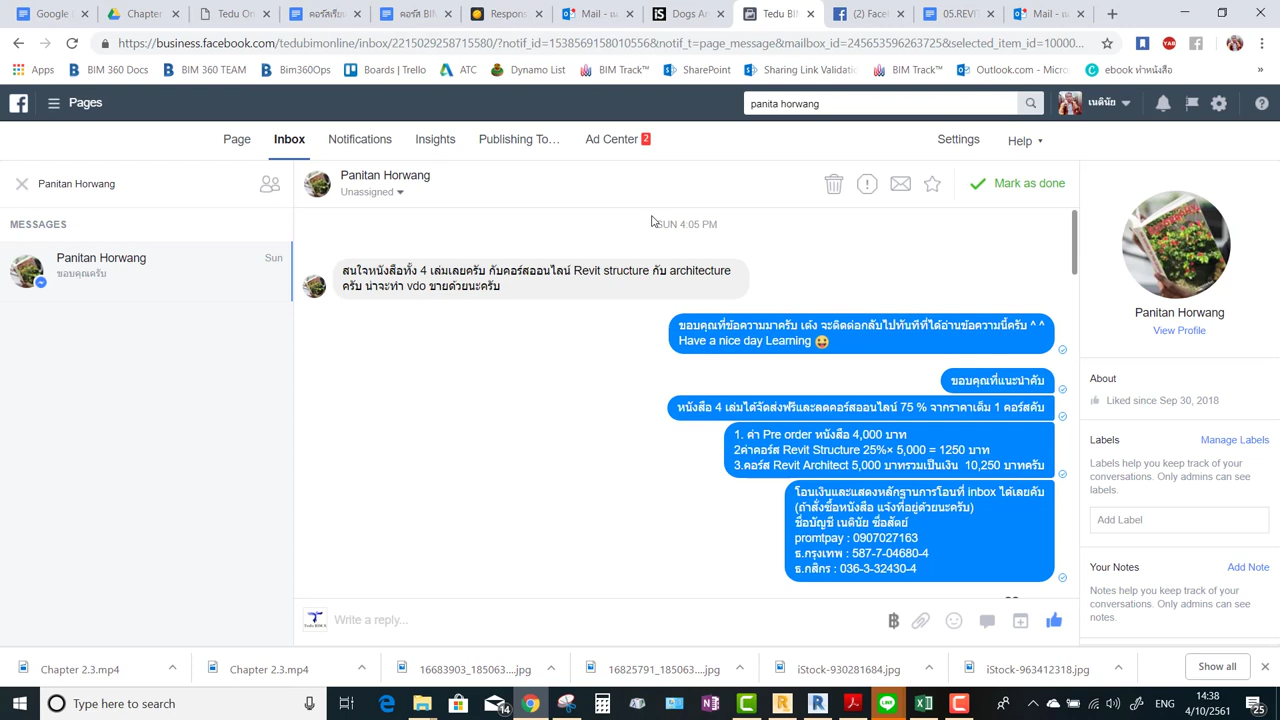 Google
Chapter
Tedu On
คอร์สเรียน
คอร์ส BIM
Respons
Mail -
Dogs A
Tedu BIM
(2) Face
05.REVI
Mail -
https://business.facebook.com/tedubimonline/inbox/2215029258715580/?notif_id=1538569158010556&notif_t=page_message&mailbox_id=245653596263725&selected_item_id=10000...
Apps
BIM 360 Docs
BIM 360 TEAM
Bim360Ops
Boards | Trello
ATC
Dynamo List
BIM Track™
SharePoint
Sharing Link Validatio
BIM Track™
Outlook.com - Micros
ebook ทำหนังสือ
»
Pages
panita horwang
เนตินัย
Page
Inbox
Notifications
Insights
Publishing To…
Ad Center 2
Settings
Help
Panitan Horwang
Panitan Horwang
Unassigned
Mark as done
MESSAGES
Panitan Horwang
Sun
ขอบคุณครับ
SUN 4:05 PM
สนใจหนังสือทั้ง 4 เล่มเลยครับ กับคอร์สออนไลน์ Revit structure กับ architecture
ครับ น่าจะทำ vdo ขายด้วยนะครับ
ขอบคุณที่ข้อความมาครับ เด้ง จะติดต่อกลับไปทันทีที่ได้อ่านข้อความนี้ครับ ^ ^
Have a nice day Learning 😜
ขอบคุณที่แนะนำคับ
หนังสือ 4 เล่มได้จัดส่งฟรีและลดคอร์สออนไลน์ 75 % จากราคาเต็ม 1 คอร์สคับ
1. ค่า Pre order หนังสือ 4,000 บาท
2ค่าคอร์ส Revit Structure 25%× 5,000 = 1250 บาท
3.คอร์ส Revit Architect 5,000 บาทรวมเป็นเงิน 10,250 บาทครับ
โอนเงินและแสดงหลักฐานการโอนที่ inbox ได้เลยคับ
(ถ้าสั่งซื้อหนังสือ แจ้งที่อยู่ด้วยนะครับ)
ชื่อบัญชี เนตินัย ชื่อสัตย์
promtpay : 0907027163
ธ.กรุงเทพ : 587-7-04680-4
ธ.กสิกร : 036-3-32430-4
Write a reply...
Panitan Horwang
View Profile
About
Liked since Sep 30, 2018
Labels
Manage Labels
Labels help you keep track of your
conversations. Only admins can see
labels.
Add Label
Your Notes
Add Note
Notes help you keep track of your
conversations. Only admins can see
notes.
Chapter 2.3.mp4
Chapter 2.3.mp4
16683903_185063....jpg
16825791_185063....jpg
iStock-930281684.jpg
iStock-963412318.jpg
Show all
Type here to search
14
ENG
14:38
4/10/2561
25